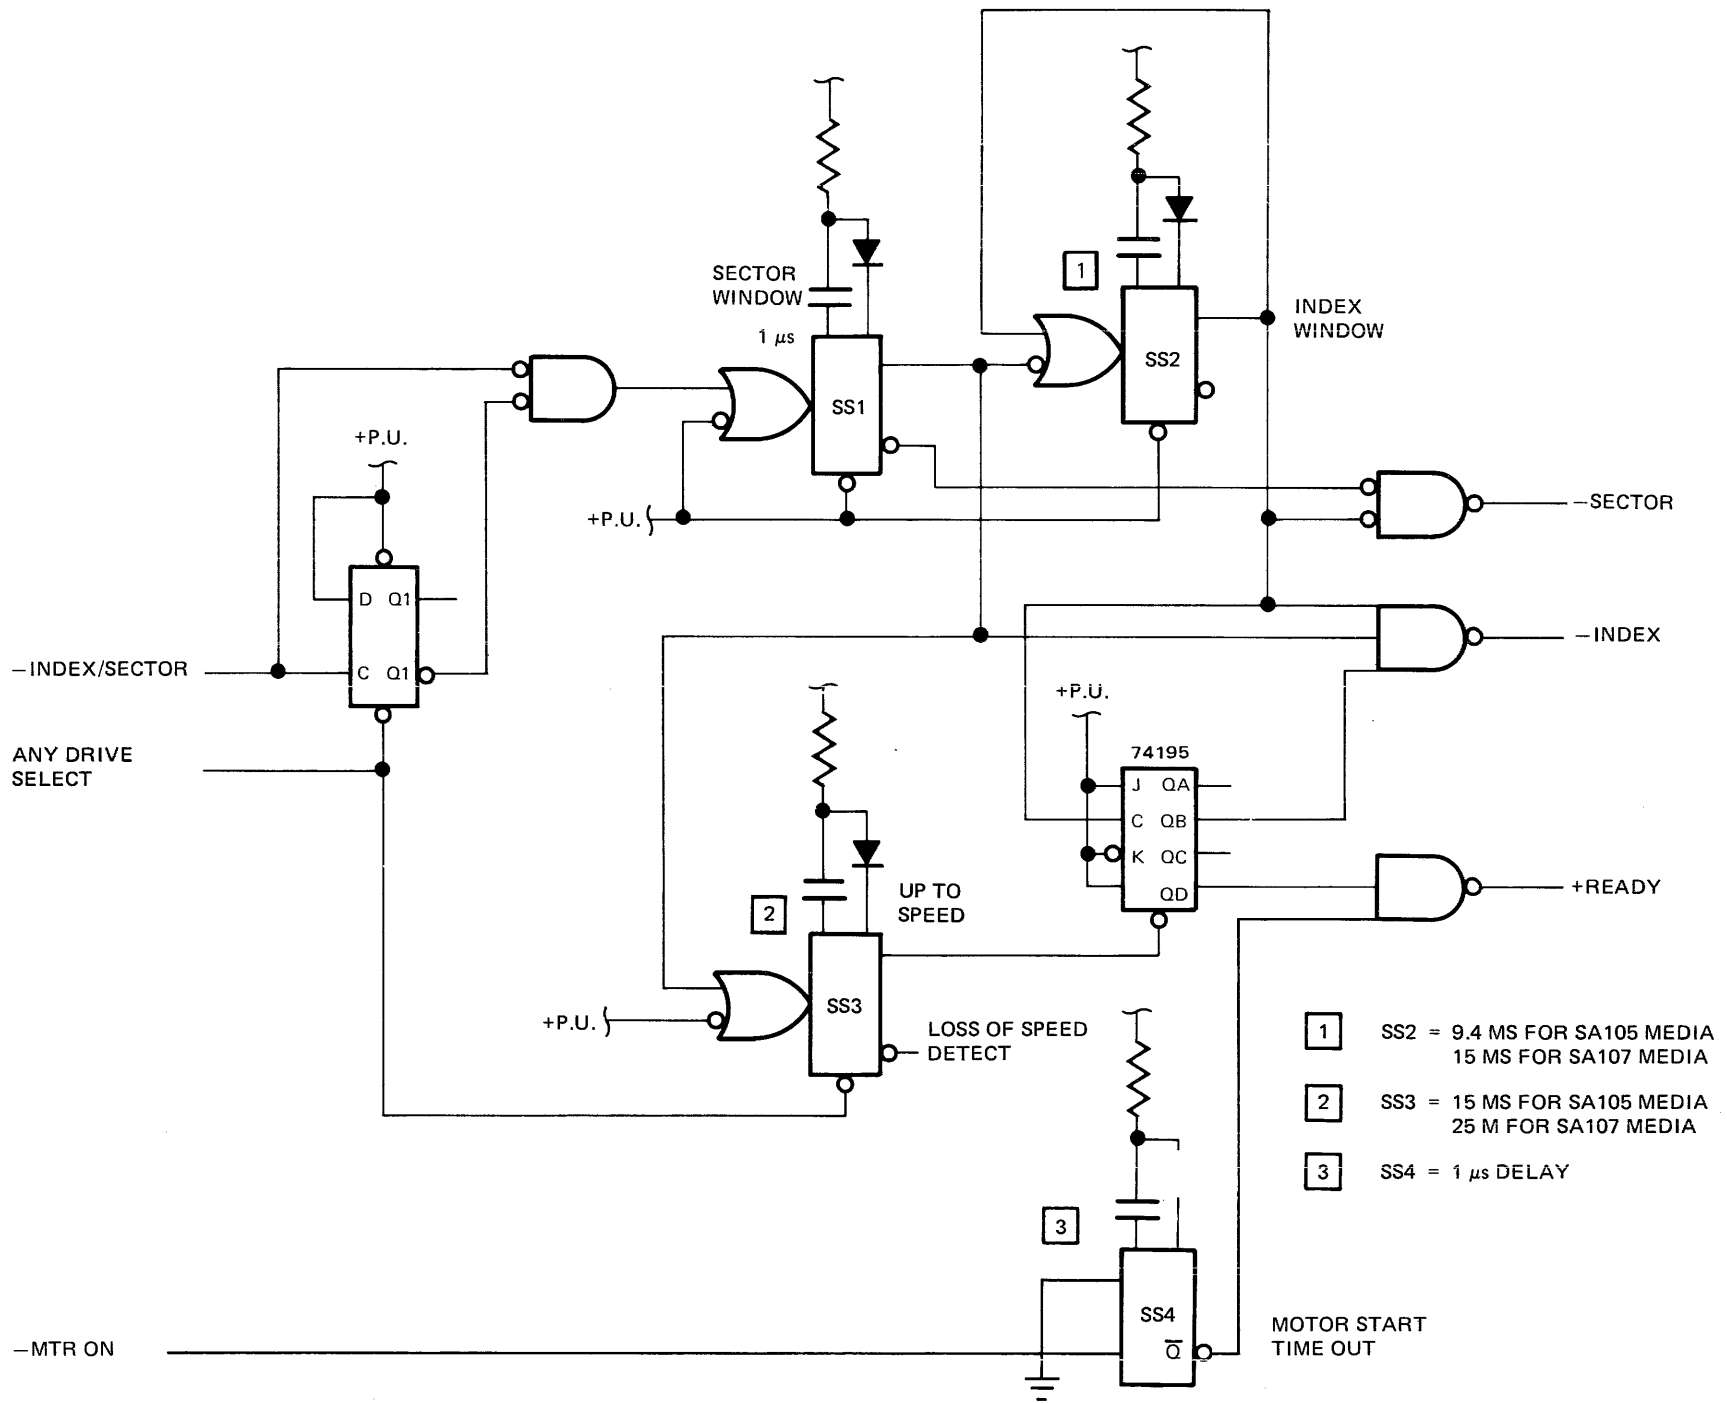 SECTOR
WINDOW
1 µs
SS1
1
SS2
INDEX
WINDOW
+P.U.
+P.U.
–SECTOR
D Q1
C Q1
–INDEX/SECTOR
–INDEX
ANY DRIVE
SELECT
+P.U.
74195
J QA
C QB
K QC
QD
+READY
2
UP TO
SPEED
SS3
+P.U.
LOSS OF SPEED
DETECT
1 SS2 = 9.4 MS FOR SA105 MEDIA
15 MS FOR SA107 MEDIA
2 SS3 = 15 MS FOR SA105 MEDIA
25 M FOR SA107 MEDIA
3 SS4 = 1 µs DELAY
3
SS4
Q̅
MOTOR START
TIME OUT
–MTR ON